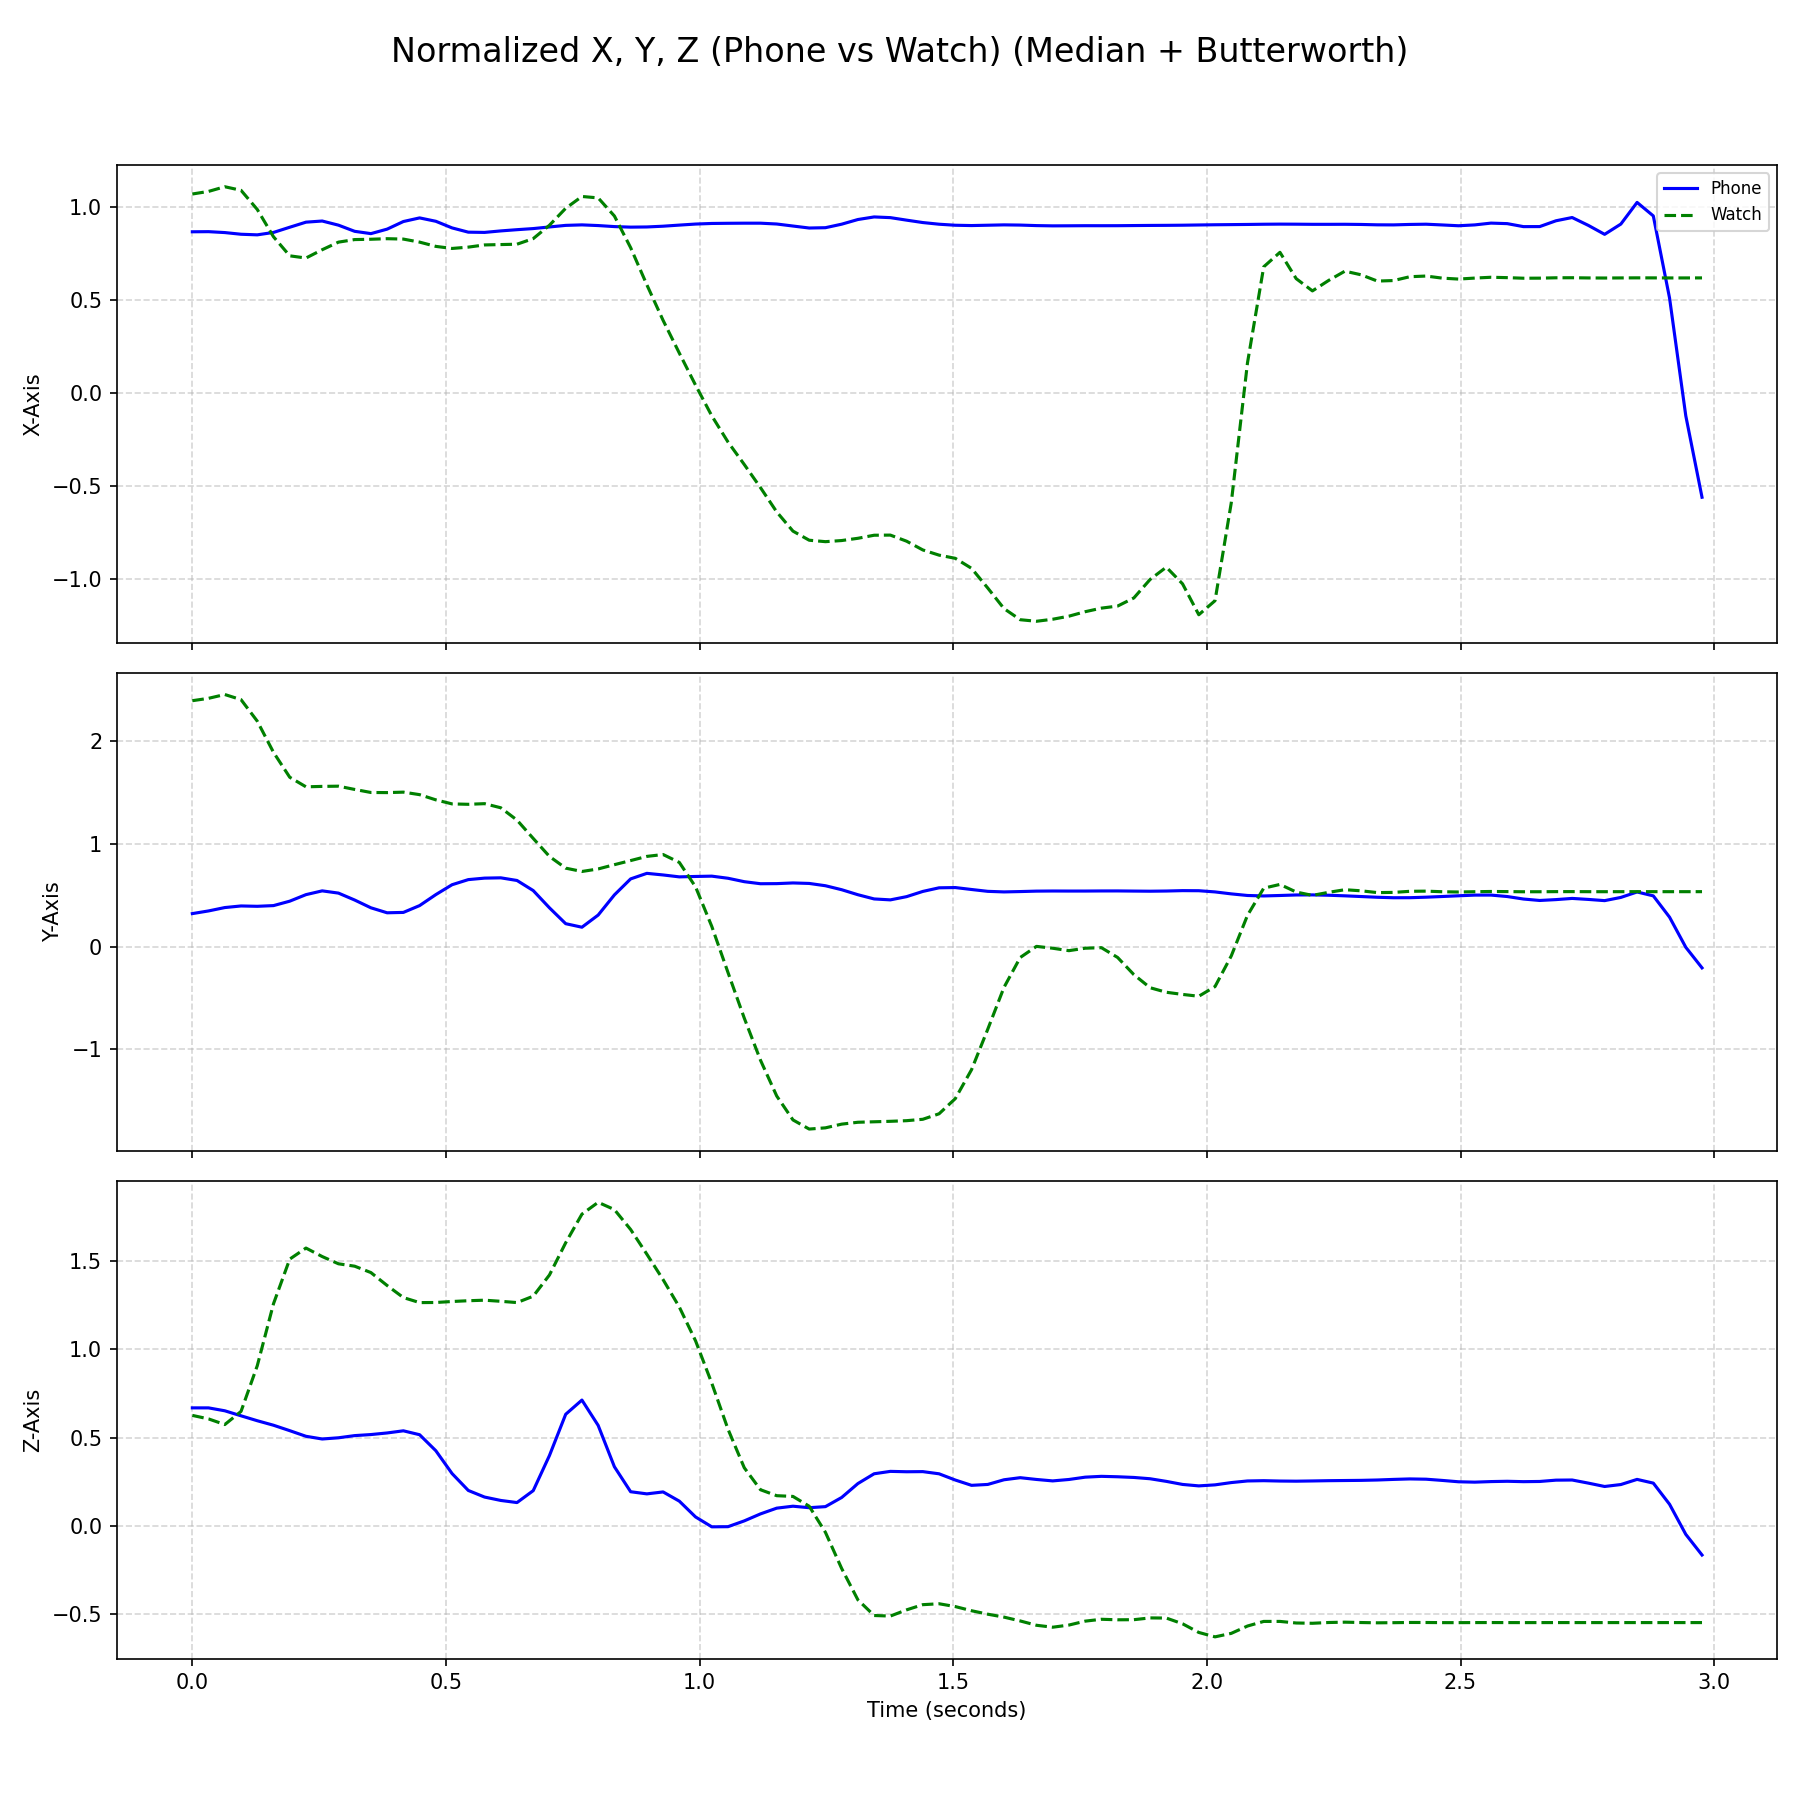 Normalized X, Y, Z (Phone vs Watch) (Median + Butterworth)
Phone
Watch
1.0
0.5
0.0
−0.5
−1.0
X-Axis
2
1
0
−1
Y-Axis
1.5
1.0
0.5
0.0
−0.5
Z-Axis
0.0 0.5 1.0 1.5 2.0 2.5 3.0
Time (seconds)